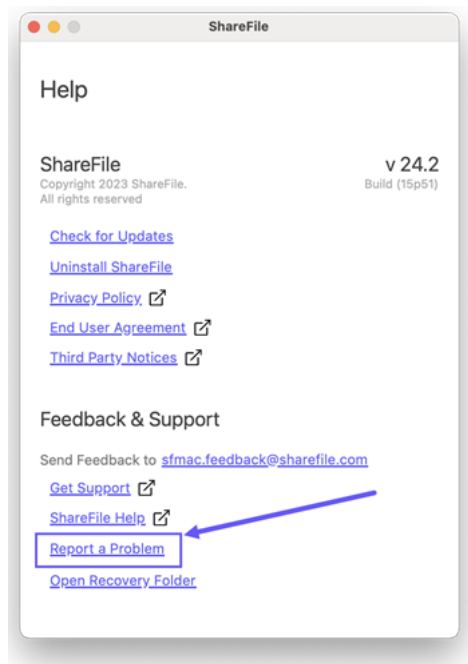 ShareFile
Help
ShareFile v 24.2
Copyright 2023 ShareFile. Build (15p51)
All rights reserved
Check for Updates
Uninstall ShareFile
Privacy Policy
End User Agreement
Third Party Notices
Feedback & Support
Send Feedback to sfmac.feedback@sharefile.com
Get Support
ShareFile Help
Report a Problem
Open Recovery Folder